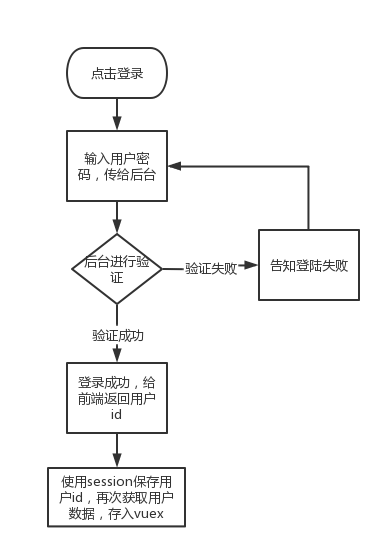 点击登录
输入用户密
码，传给后台
后台进行验
证
验证失败
告知登陆失败
验证成功
登录成功，给
前端返回用户
id
使用session保存用
户id，再次获取用户
数据，存入vuex